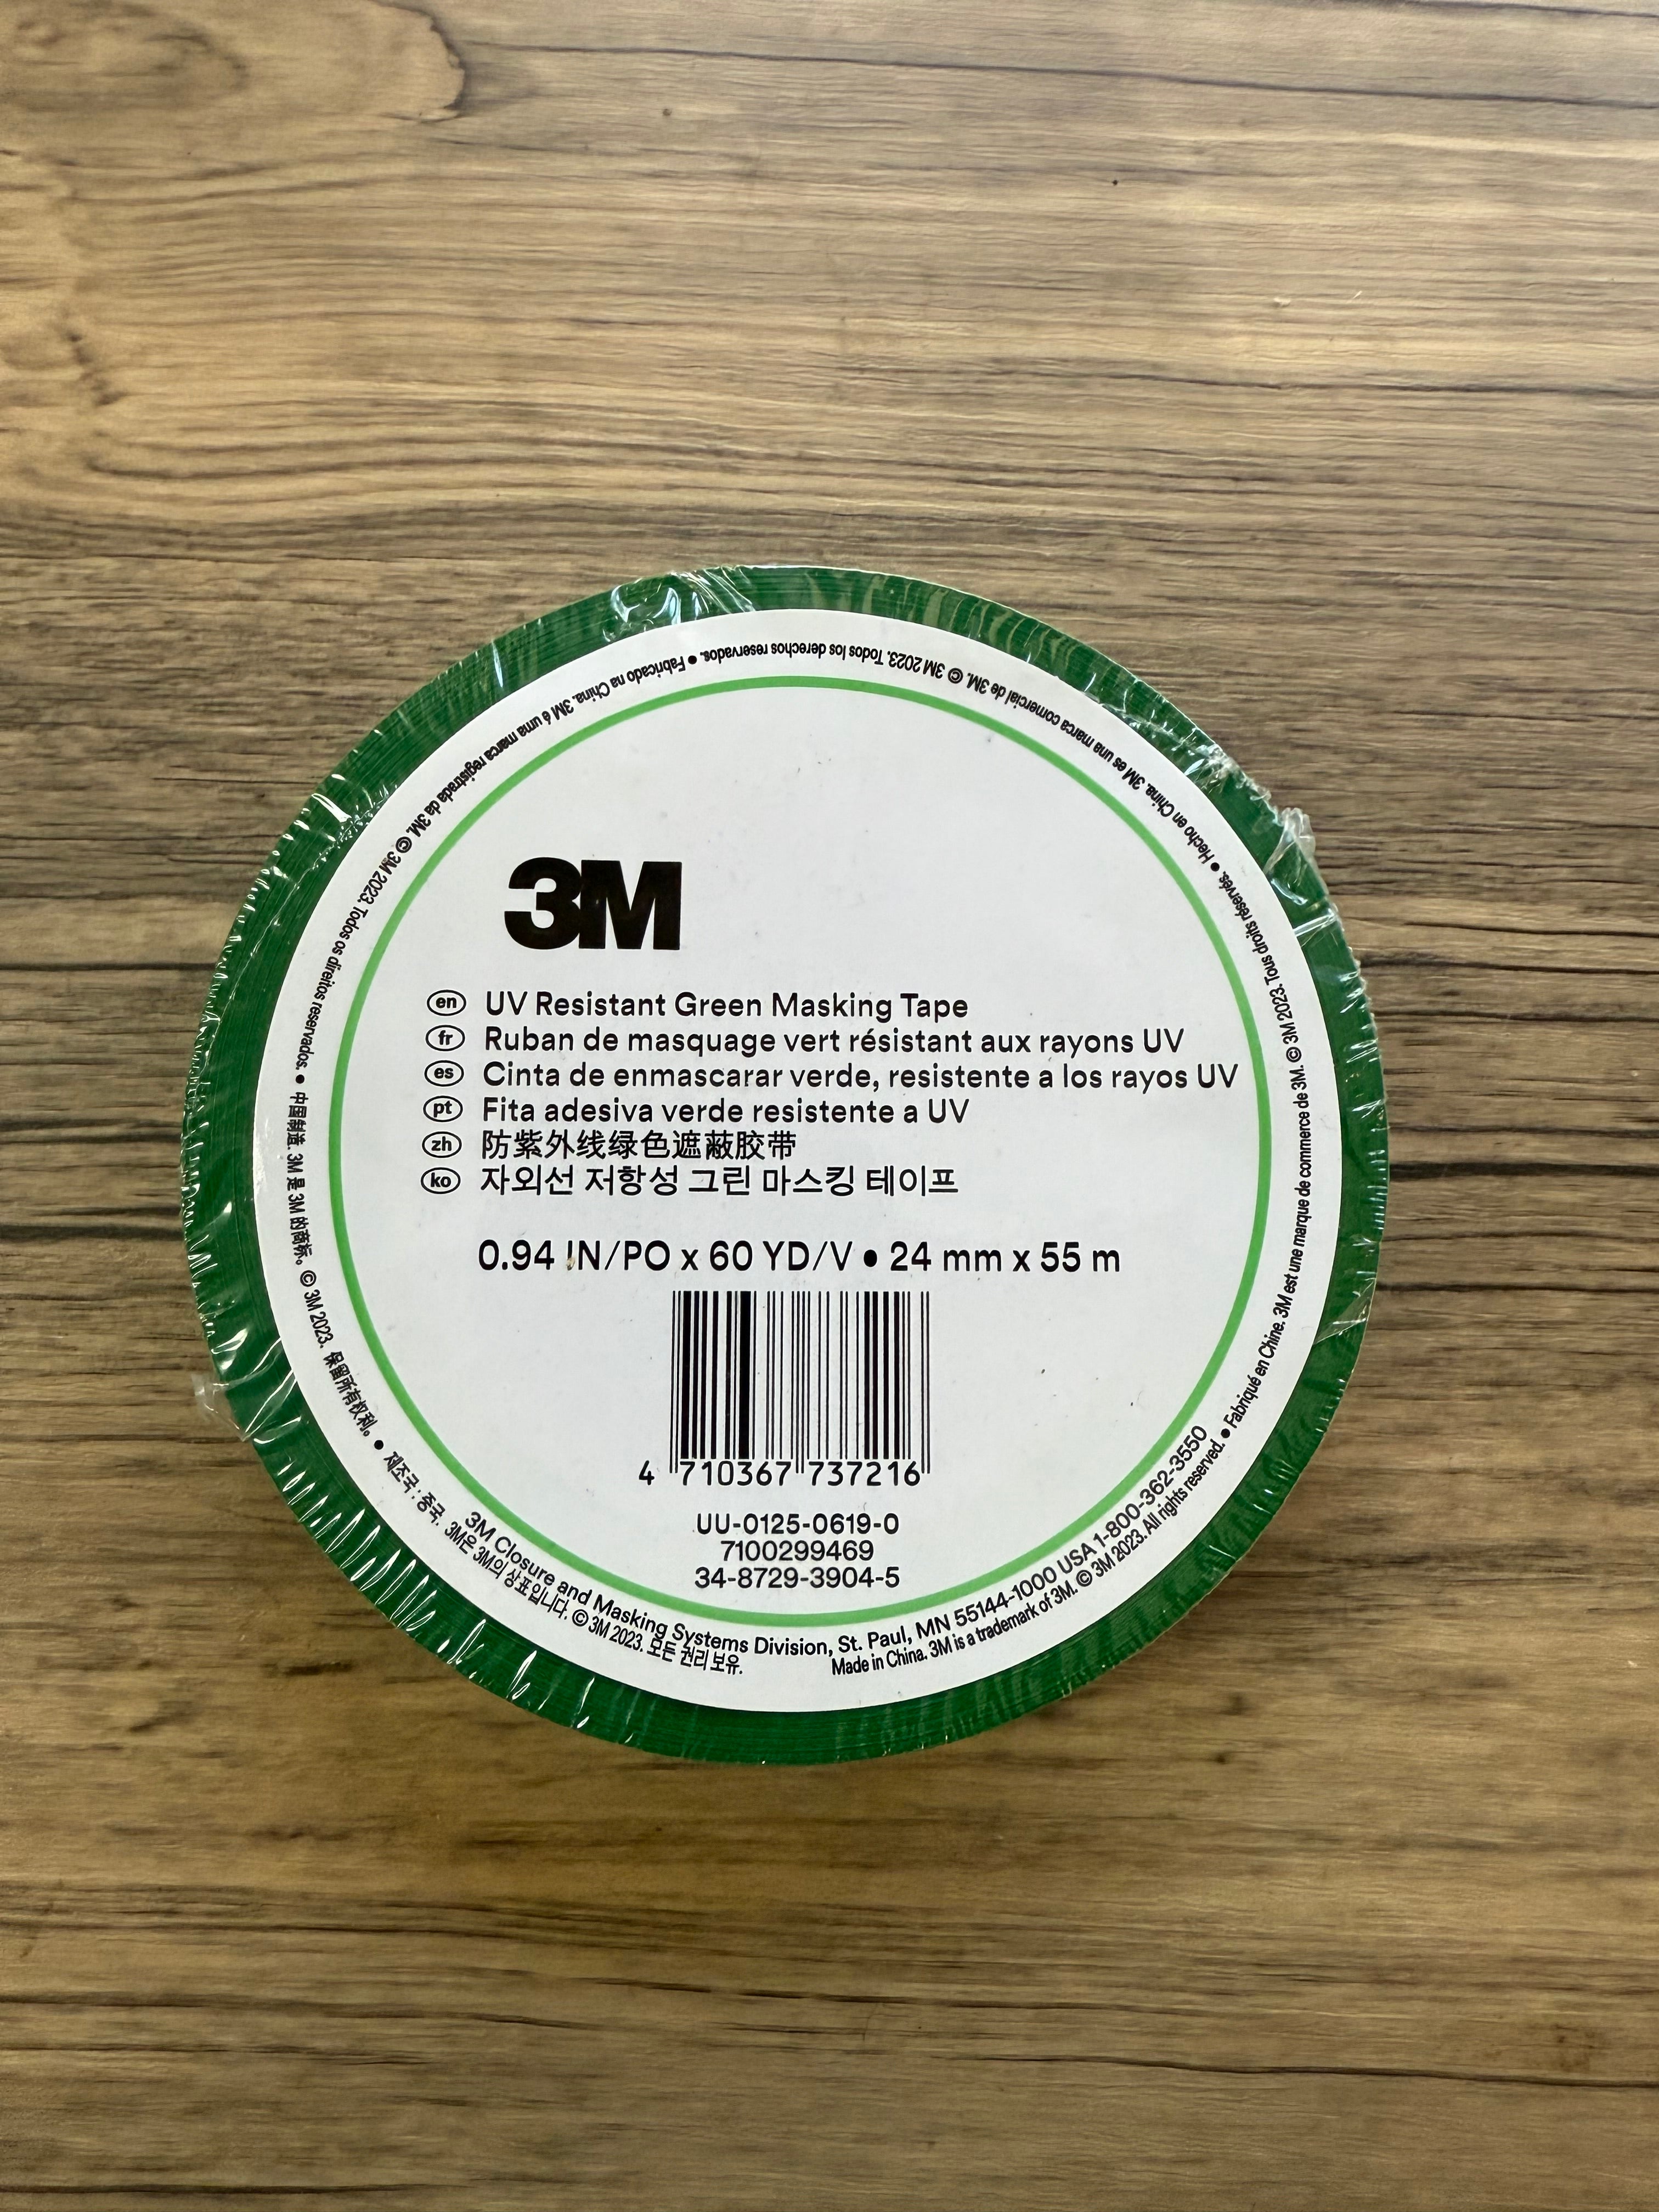 3M
en UV Resistant Green Masking Tape
fr Ruban de masquage vert résistant aux rayons UV
es Cinta de enmascarar verde, resistente a los rayos UV
pt Fita adesiva verde resistente a UV
zh 防紫外线绿色遮蔽胶带
ko 자외선 저항성 그린 마스킹 테이프
0.94 IN/PO x 60 YD/V • 24 mm x 55 m
4 710367 737216
UU-0125-0619-0
7100299469
34-8729-3904-5
3M Closure and Masking Systems Division, St. Paul, MN 55144-1000 USA 1-800-362-3550
Made in China. 3M is a trademark of 3M. © 3M 2023. All rights reserved. • Fabriqué en Chine. 3M est une marque de commerce de 3M. © 3M 2023. Tous droits réservés. • Hecho en China. 3M es una marca comercial de 3M. © 3M 2023. Todos los derechos reservados. • Fabricado na China. 3M é uma marca registrada da 3M. © 3M 2023. Todos os direitos reservados. • 中国制造. 3M 是 3M 的商标。 © 3M 2023. 保留所有权利。 • 제조국 : 중국. 3M은 3M의 상표입니다. © 3M 2023. 모든 권리 보유.